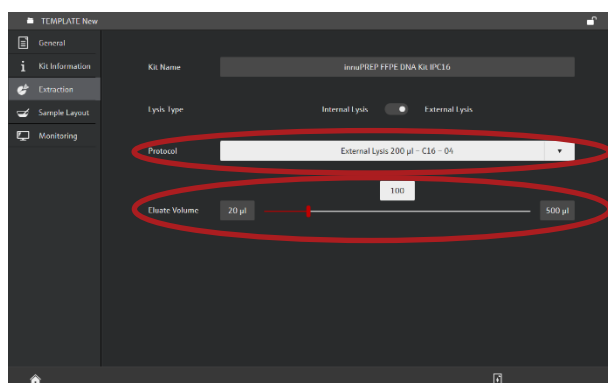 TEMPLATE New
General
Kit Information
Extraction
Sample Layout
Monitoring
Kit Name innuPREP FFPE DNA Kit IPC16
Lysis Type Internal Lysis External Lysis
Protocol External Lysis 200 µl – C16 – 04
100
Eluate Volume 20 µl 500 µl